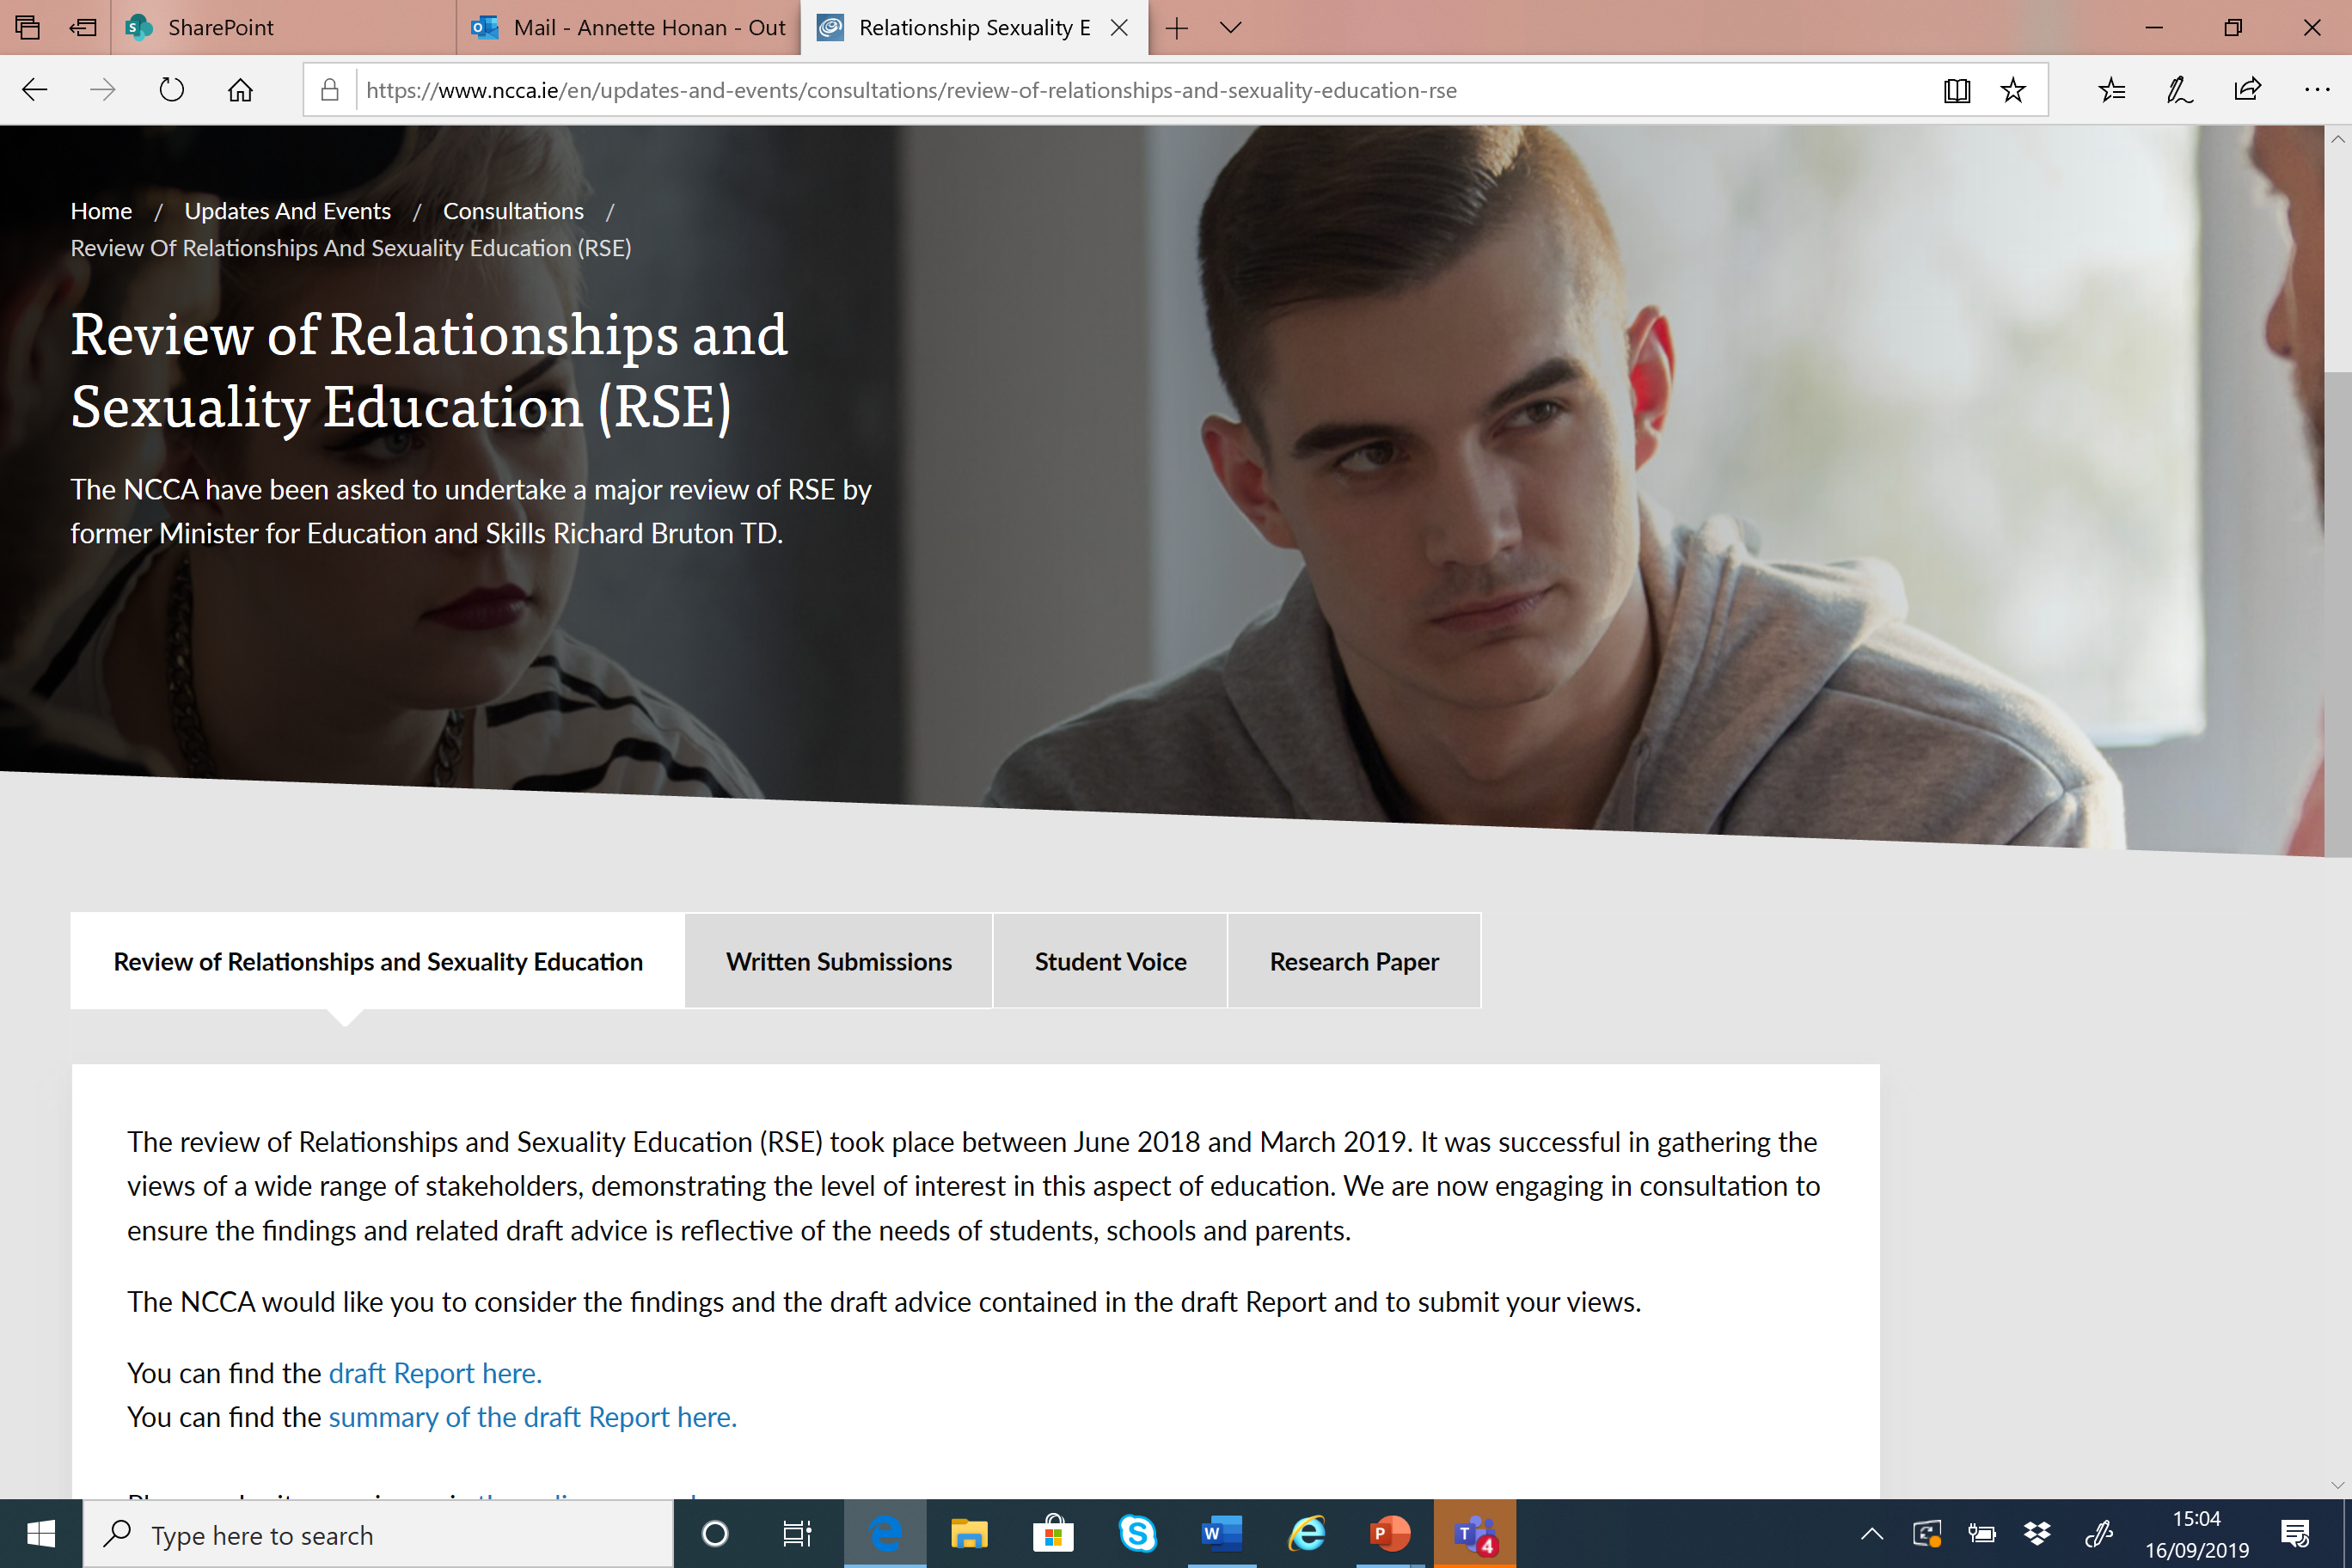 SharePoint
Mail - Annette Honan - Out
Relationship Sexuality E
https://www.ncca.ie/en/updates-and-events/consultations/review-of-relationships-and-sexuality-education-rse
Home / Updates And Events / Consultations /
Review Of Relationships And Sexuality Education (RSE)
Review of Relationships and
Sexuality Education (RSE)
The NCCA have been asked to undertake a major review of RSE by
former Minister for Education and Skills Richard Bruton TD.
Review of Relationships and Sexuality Education
Written Submissions
Student Voice
Research Paper
The review of Relationships and Sexuality Education (RSE) took place between June 2018 and March 2019. It was successful in gathering the
views of a wide range of stakeholders, demonstrating the level of interest in this aspect of education. We are now engaging in consultation to
ensure the findings and related draft advice is reflective of the needs of students, schools and parents.
The NCCA would like you to consider the findings and the draft advice contained in the draft Report and to submit your views.
You can find the draft Report here.
You can find the summary of the draft Report here.
Type here to search
4
15:04
16/09/2019